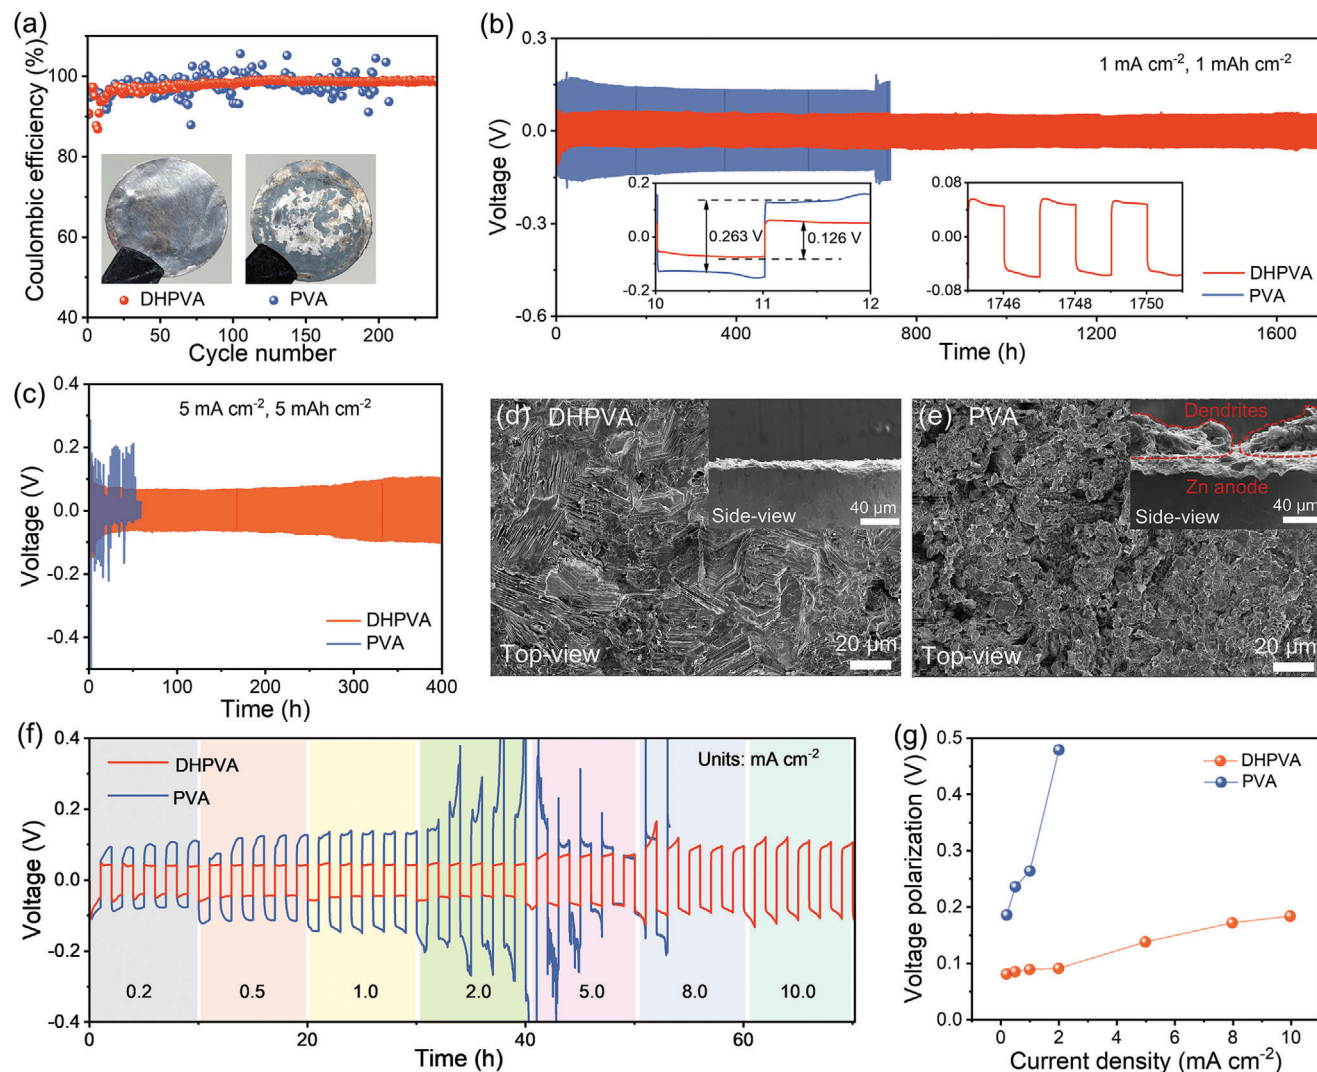 (a)
Coulombic efficiency (%)
100
80
60
40
0
50
100
150
200
Cycle number
DHPVA
PVA
(b)
Voltage (V)
0.3
0.0
-0.3
-0.6
0
400
800
1200
1600
Time (h)
1 mA cm-2, 1 mAh cm-2
0.2
0.0
-0.2
10
11
12
0.263 V
0.126 V
0.08
0.00
-0.08
1746
1748
1750
DHPVA
PVA
(c)
Voltage (V)
0.4
0.2
0.0
-0.2
-0.4
0
100
200
300
400
Time (h)
5 mA cm-2, 5 mAh cm-2
DHPVA
PVA
(d) DHPVA
Side-view
40 μm
Top-view
20 μm
(e) PVA
Dendrites
Zn anode
Side-view
40 μm
Top-view
20 μm
(f)
Voltage (V)
0.4
0.2
0.0
-0.2
-0.4
DHPVA
PVA
Units: mA cm-2
0.2
0.5
1.0
2.0
5.0
8.0
10.0
0
20
40
60
Time (h)
(g)
Voltage polarization (V)
0.5
0.4
0.3
0.2
0.1
0.0
0
2
4
6
8
10
Current density (mA cm-2)
DHPVA
PVA